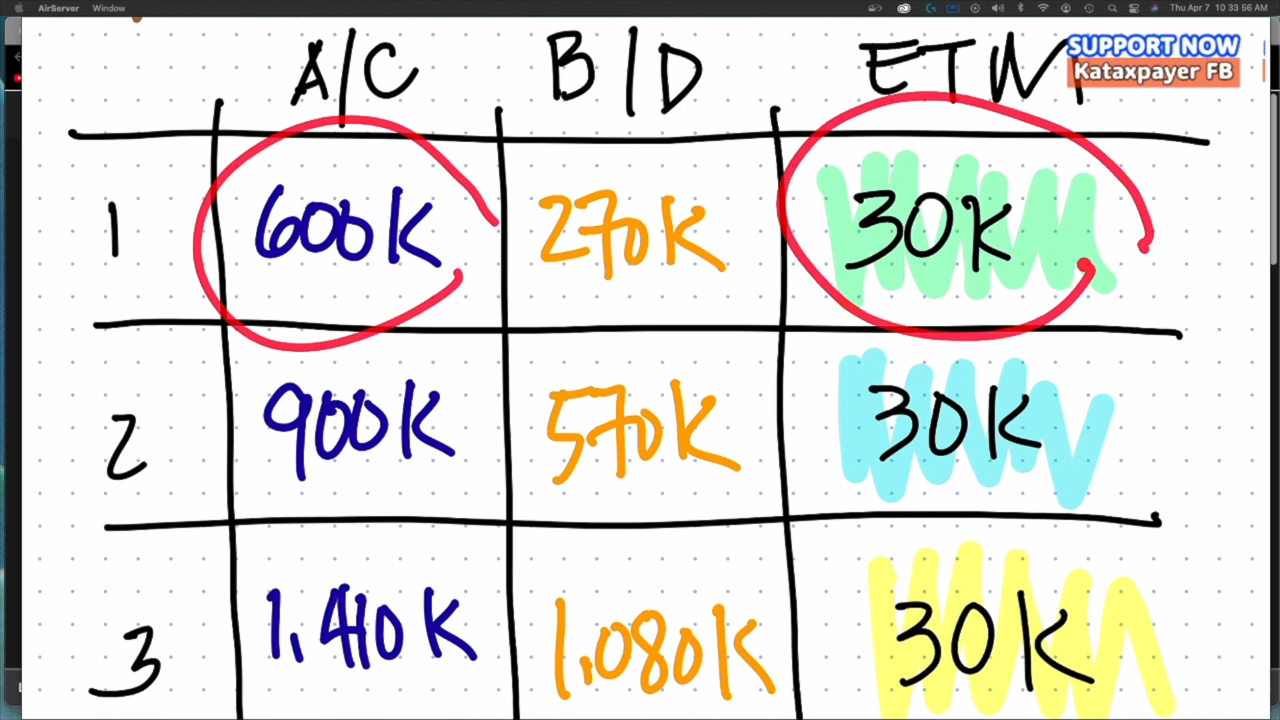 AirServer Window Thu Apr 7 10:33:56 AM
A/C B/D ETWT
SUPPORT NOW
Kataxpayer FB
1 600K 270K 30K
2 900K 570K 30K
3 1,410K 1,080K 30K